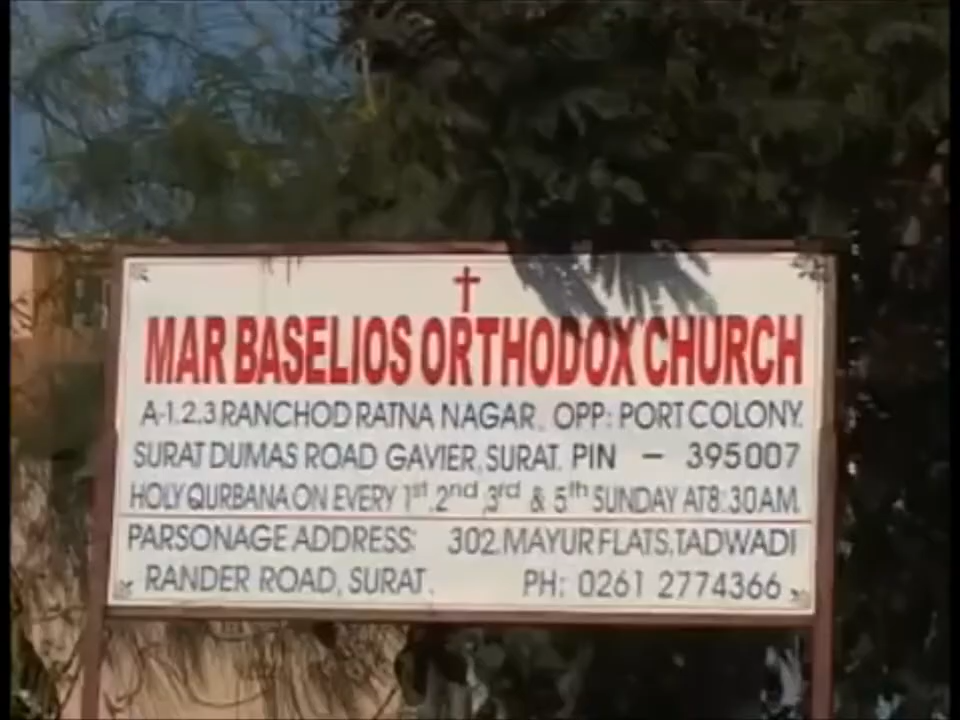 MAR BASELIOS ORTHODOX CHURCH
A-1.2.3 RANCHOD RATNA NAGAR. OPP: PORT COLONY.
SURAT DUMAS ROAD GAVIER, SURAT. PIN - 395007
HOLY QURBANA ON EVERY 1st, 2nd, 3rd & 5th SUNDAY AT 8:30 AM.
PARSONAGE ADDRESS: 302, MAYUR FLATS, TADWADI
RANDER ROAD, SURAT. PH: 0261 2774366